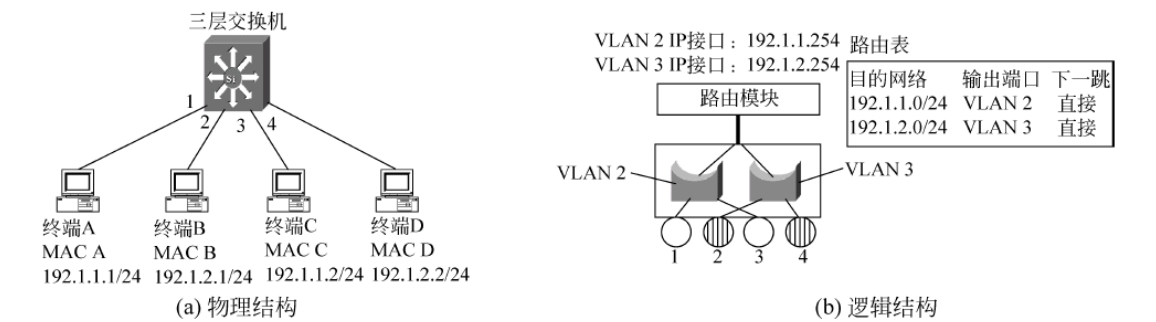 三层交换机
Si
1
2
3
4
终端A
MAC A
192.1.1.1/24
终端B
MAC B
192.1.2.1/24
终端C
MAC C
192.1.1.2/24
终端D
MAC D
192.1.2.2/24
(a) 物理结构
VLAN 2 IP接口：192.1.1.254
VLAN 3 IP接口：192.1.2.254
路由模块
路由表
目的网络 输出端口 下一跳
192.1.1.0/24 VLAN 2 直接
192.1.2.0/24 VLAN 3 直接
VLAN 2
VLAN 3
1 2 3 4
(b) 逻辑结构